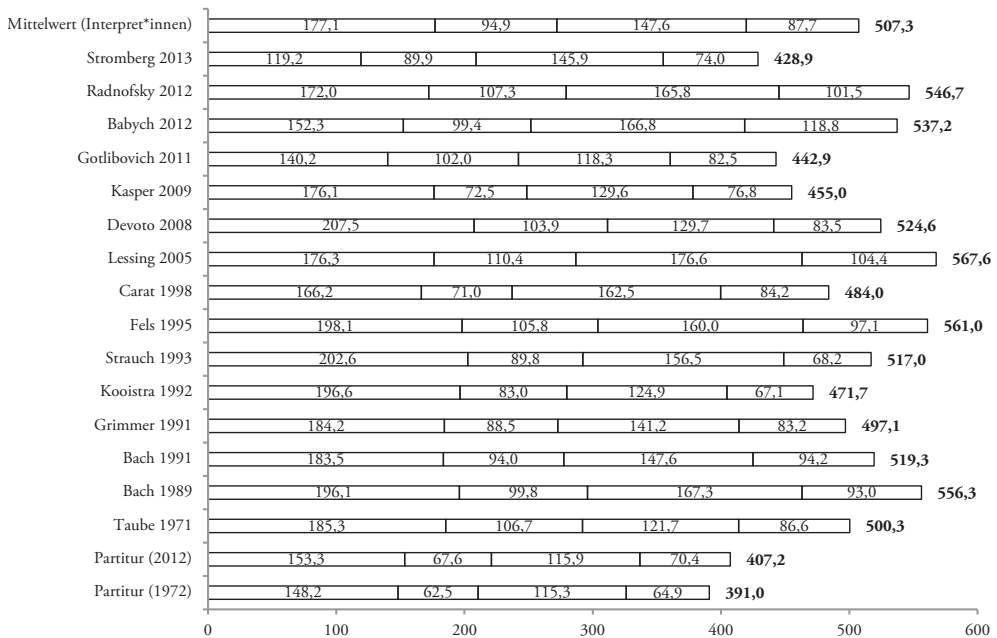 Mittelwert (Interpret*innen) 177,1 94,9 147,6 87,7 507,3
Stromberg 2013 119,2 89,9 145,9 74,0 428,9
Radnofsky 2012 172,0 107,3 165,8 101,5 546,7
Babych 2012 152,3 99,4 166,8 118,8 537,2
Gotlibovich 2011 140,2 102,0 118,3 82,5 442,9
Kasper 2009 176,1 72,5 129,6 76,8 455,0
Devoto 2008 207,5 103,9 129,7 83,5 524,6
Lessing 2005 176,3 110,4 176,6 104,4 567,6
Carat 1998 166,2 71,0 162,5 84,2 484,0
Fels 1995 198,1 105,8 160,0 97,1 561,0
Strauch 1993 202,6 89,8 156,5 68,2 517,0
Kooistra 1992 196,6 83,0 124,9 67,1 471,7
Grimmer 1991 184,2 88,5 141,2 83,2 497,1
Bach 1991 183,5 94,0 147,6 94,2 519,3
Bach 1989 196,1 99,8 167,3 93,0 556,3
Taube 1971 185,3 106,7 121,7 86,6 500,3
Partitur (2012) 153,3 67,6 115,9 70,4 407,2
Partitur (1972) 148,2 62,5 115,3 64,9 391,0
0 100 200 300 400 500 600